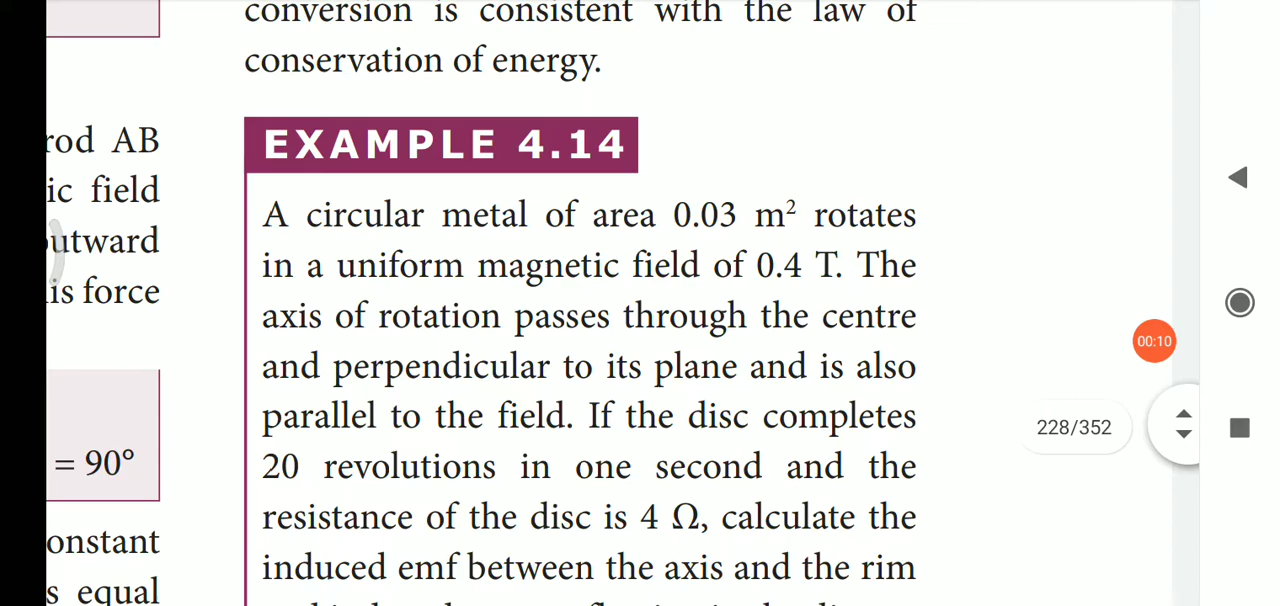 conversion is consistent with the law of
conservation of energy.
rod AB
ic field
outward
is force
= 90°
onstant
s equal
EXAMPLE 4.14
A circular metal of area 0.03 m² rotates
in a uniform magnetic field of 0.4 T. The
axis of rotation passes through the centre
and perpendicular to its plane and is also
parallel to the field. If the disc completes
20 revolutions in one second and the
resistance of the disc is 4 Ω, calculate the
induced emf between the axis and the rim
00:10
228/352